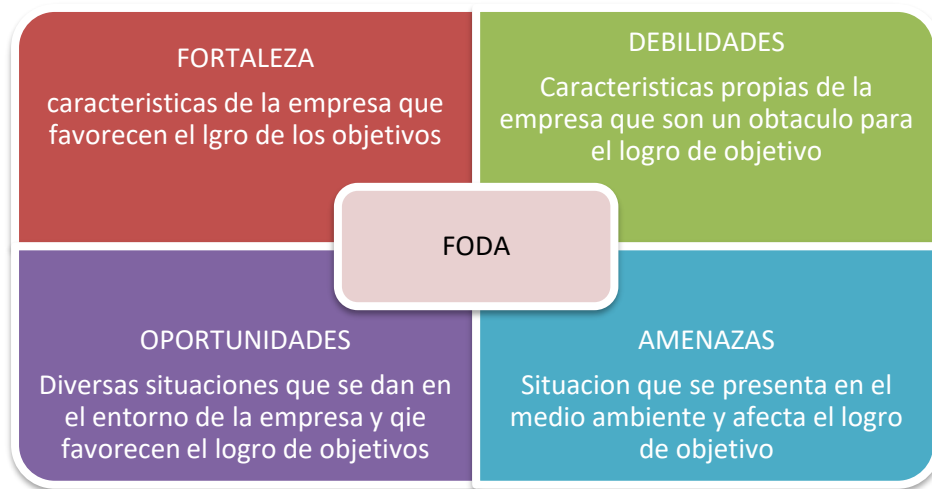 FORTALEZA
caracteristicas de la empresa que
favorecen el lgro de los objetivos
DEBILIDADES
Caracteristicas propias de la
empresa que son un obtaculo para
el logro de objetivo
FODA
OPORTUNIDADES
Diversas situaciones que se dan en
el entorno de la empresa y qie
favorecen el logro de objetivos
AMENAZAS
Situacion que se presenta en el
medio ambiente y afecta el logro
de objetivo